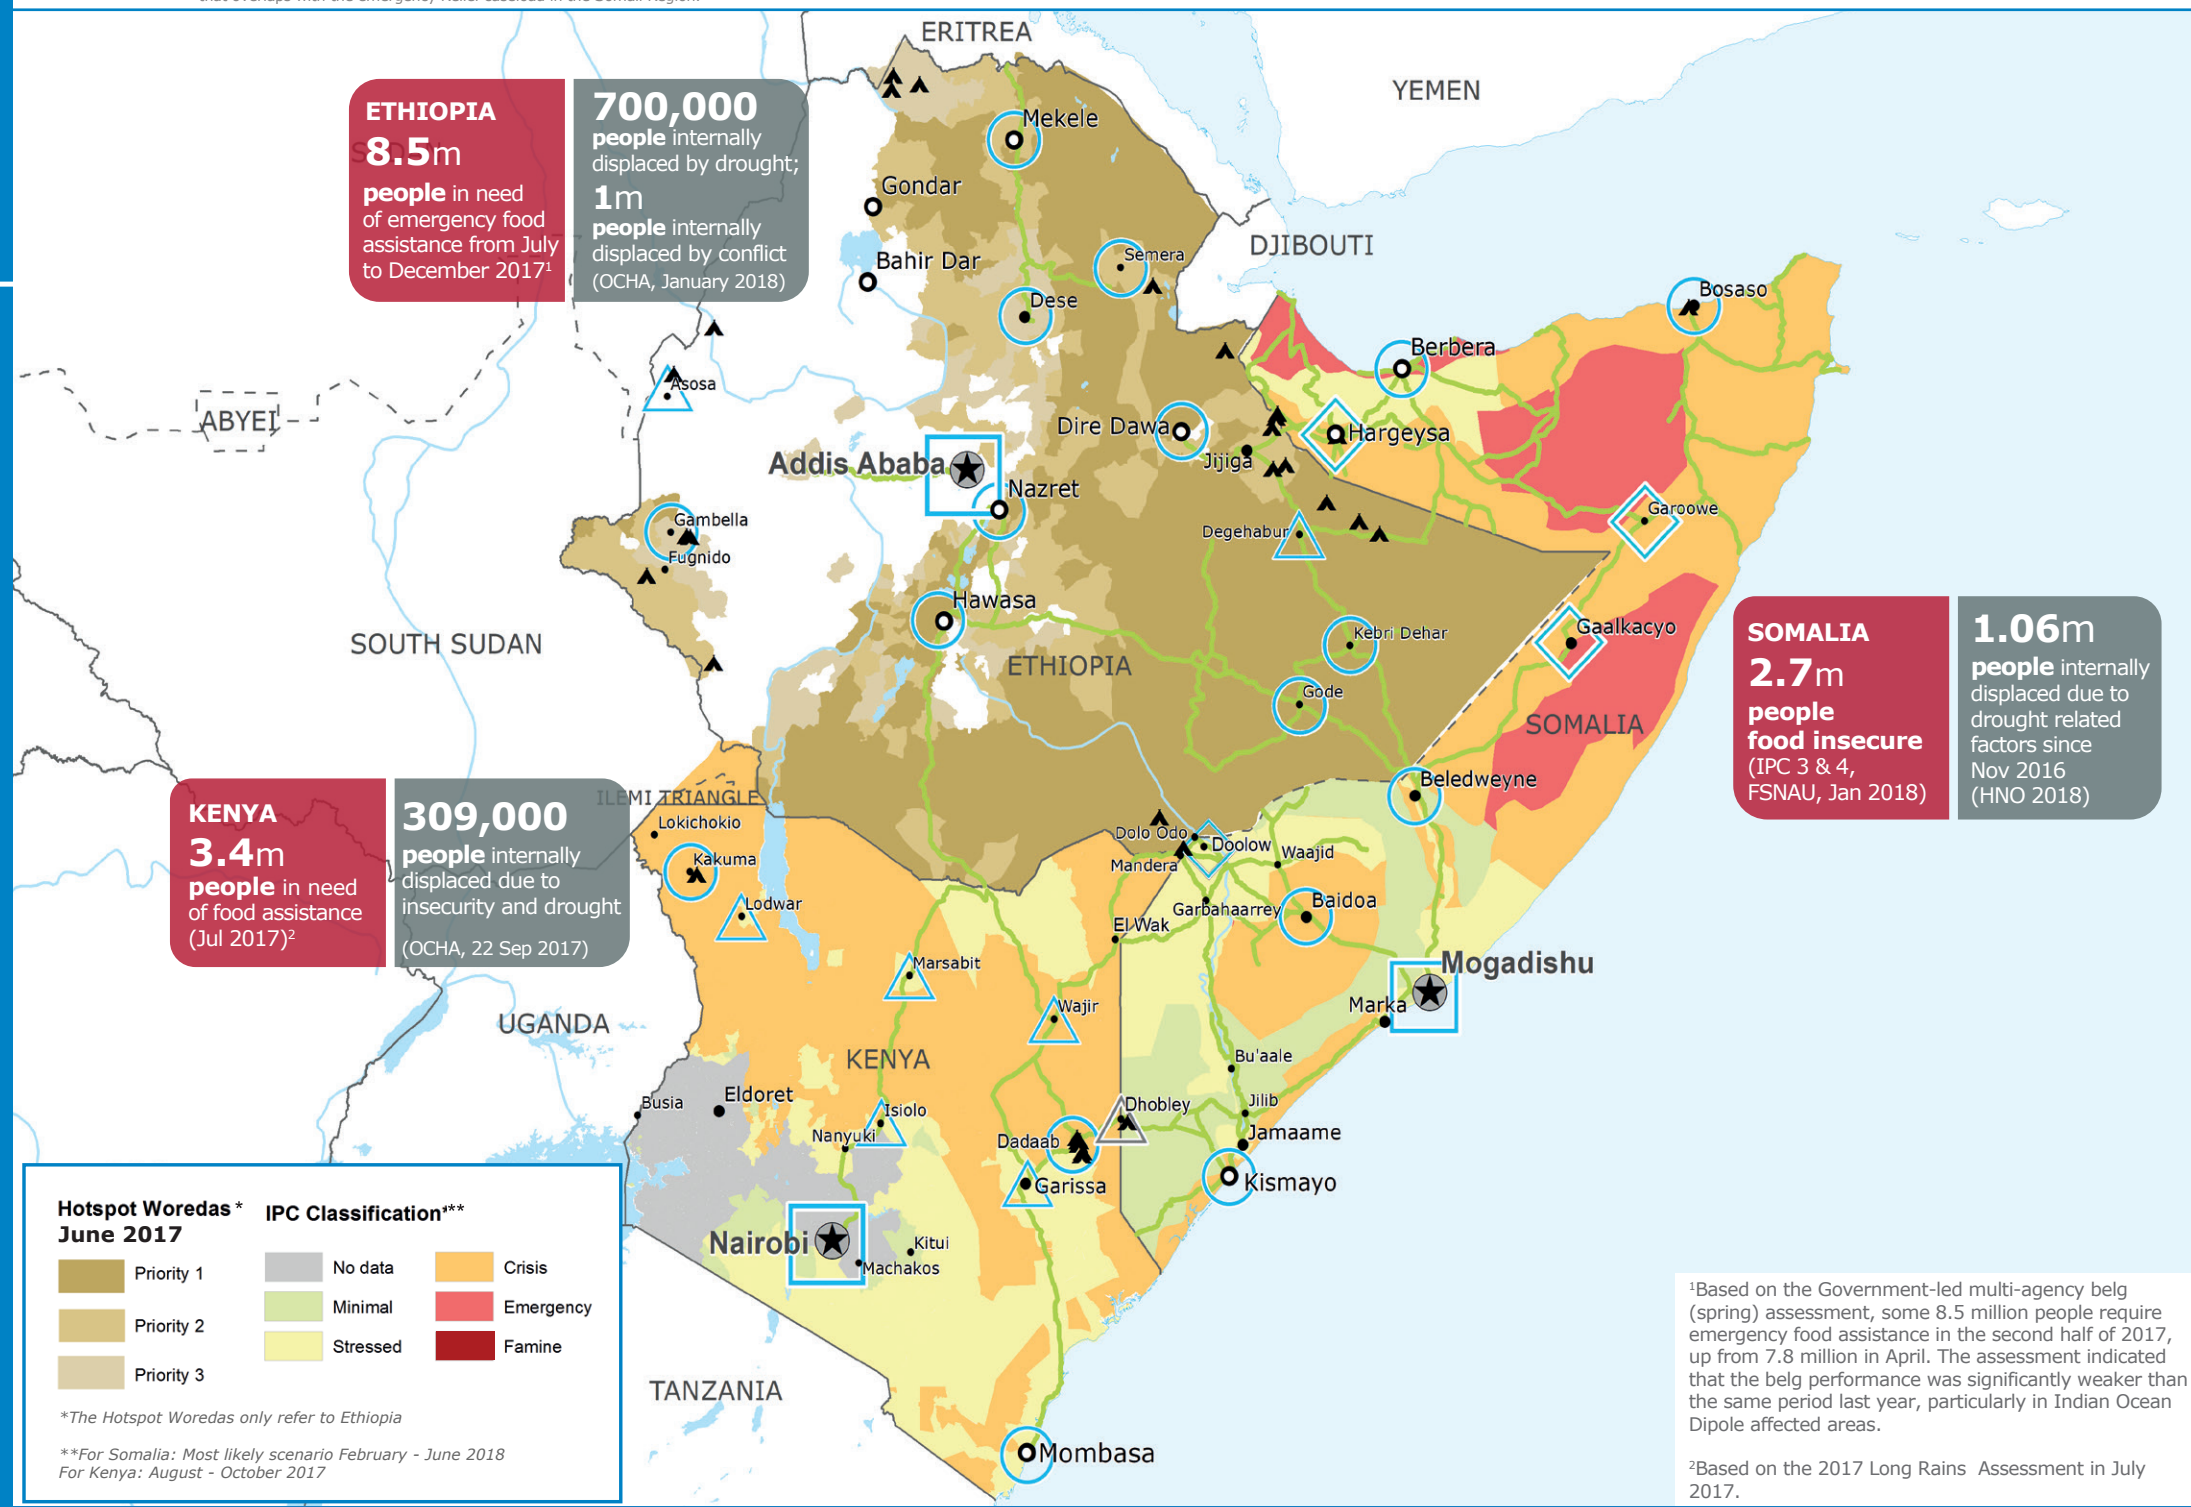 that overlaps with the emergency Relief caseload in the Somali Region.
ERITREA
YEMEN
ETHIOPIA
8.5m
people in need
of emergency food
assistance from July
to December 2017¹
700,000
people internally
displaced by drought;
1m
people internally
displaced by conflict
(OCHA, January 2018)
Mekele
Gondar
Bahir Dar
Semera
DJIBOUTI
Dese
Bosaso
Berbera
Asosa
ABYEI
Dire Dawa
Hargeysa
Jijiga
Addis Ababa
Nazret
Garoowe
Gambella
Degehabur
Fugnido
Hawasa
Gaalkacyo
Kebri Dehar
SOUTH SUDAN
ETHIOPIA
Gode
SOMALIA
SOMALIA
2.7m
people
food insecure
(IPC 3 & 4,
FSNAU, Jan 2018)
1.06m
people internally
displaced due to
drought related
factors since
Nov 2016
(HNO 2018)
Beledweyne
ILEMI TRIANGLE
KENYA
3.4m
people in need
of food assistance
(Jul 2017)²
309,000
people internally
displaced due to
insecurity and drought
(OCHA, 22 Sep 2017)
Lokichokio
Kakuma
Lodwar
Dolo Odo
Doolow
Mandera
Waajid
Garbahaarrey
Baidoa
El Wak
Marsabit
Mogadishu
Wajir
Marka
UGANDA
KENYA
Bu'aale
Busia
Eldoret
Isiolo
Dhobley
Jilib
Nanyuki
Dadaab
Jamaame
Garissa
Kismayo
Nairobi
Kitui
Machakos
TANZANIA
Mombasa
Hotspot Woredas *
June 2017
Priority 1
Priority 2
Priority 3
IPC Classification***
No data
Minimal
Stressed
Crisis
Emergency
Famine
*The Hotspot Woredas only refer to Ethiopia
**For Somalia: Most likely scenario February - June 2018
For Kenya: August - October 2017
¹Based on the Government-led multi-agency belg
(spring) assessment, some 8.5 million people require
emergency food assistance in the second half of 2017,
up from 7.8 million in April. The assessment indicated
that the belg performance was significantly weaker than
the same period last year, particularly in Indian Ocean
Dipole affected areas.
²Based on the 2017 Long Rains Assessment in July
2017.